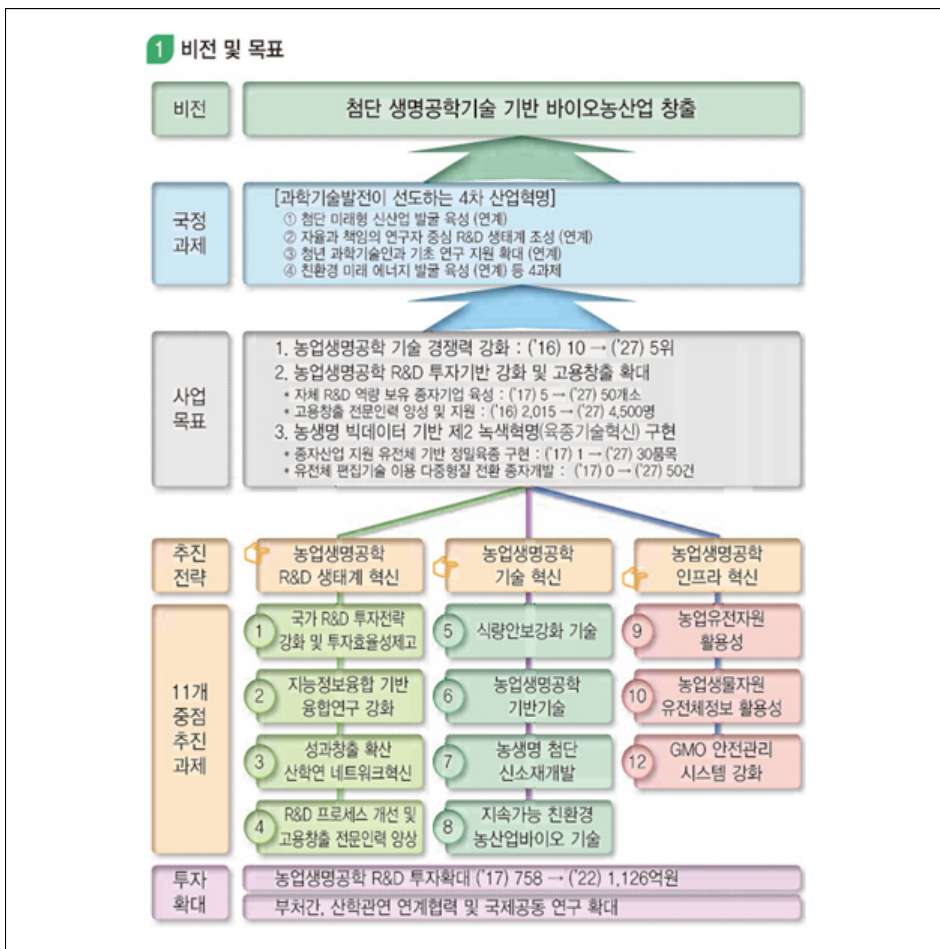 1 비전 및 목표
비전
첨단 생명공학기술 기반 바이오농산업 창출
국정
과제
[과학기술발전이 선도하는 4차 산업혁명]
① 첨단 미래형 신산업 발굴 육성 (연계)
② 자율과 책임의 연구자 중심 R&D 생태계 조성 (연계)
③ 청년 과학기술인과 기초 연구 지원 확대 (연계)
④ 친환경 미래 에너지 발굴 육성 (연계) 등 4과제
사업
목표
1. 농업생명공학 기술 경쟁력 강화 : ('16) 10 → ('27) 5위
2. 농업생명공학 R&D 투자기반 강화 및 고용창출 확대
* 자체 R&D 역량 보유 종자기업 육성 : ('17) 5 → ('27) 50개소
* 고용창출 전문인력 양성 및 지원 : ('16) 2,015 → ('27) 4,500명
3. 농생명 빅데이터 기반 제2 녹색혁명(육종기술혁신) 구현
* 종자산업 지원 유전체 기반 정밀육종 구현 : ('17) 1 → ('27) 30품목
* 유전체 편집기술 이용 다중형질 전환 종자개발 : ('17) 0 → ('27) 50건
추진
전략
농업생명공학
R&D 생태계 혁신
농업생명공학
기술 혁신
농업생명공학
인프라 혁신
11개
중점
추진
과제
1 국가 R&D 투자전략
강화 및 투자효율성제고
2 지능정보융합 기반
융합연구 강화
3 성과창출 확산
산학연 네트워크혁신
4 R&D 프로세스 개선 및
고용창출 전문인력 양상
5 식량안보강화 기술
6 농업생명공학
기반기술
7 농생명 첨단
신소재개발
8 지속가능 친환경
농산업바이오 기술
9 농업유전자원
활용성
10 농업생물자원
유전체정보 활용성
12 GMO 안전관리
시스템 강화
투자
확대
농업생명공학 R&D 투자확대 ('17) 758 → ('22) 1,126억원
부처간, 산학관연 연계협력 및 국제공동 연구 확대